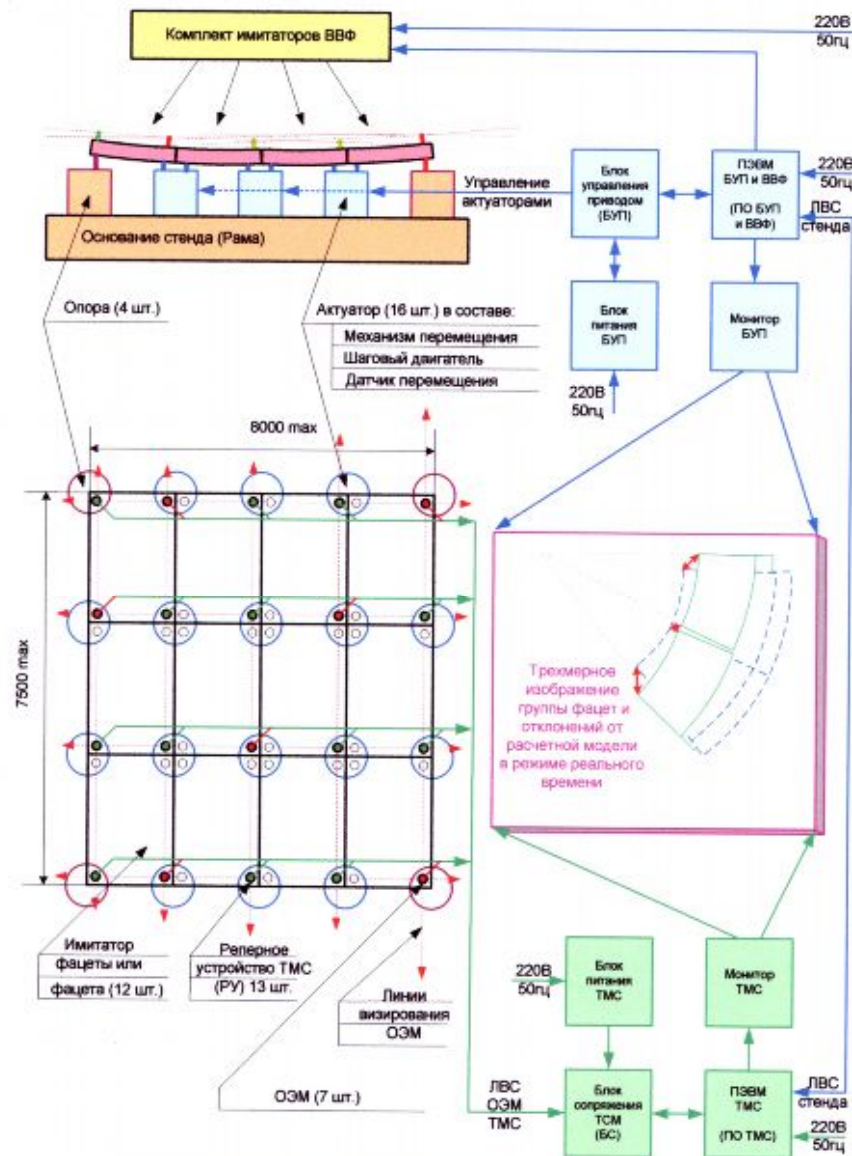 Комплект имитаторов ВВФ
220В
50гц
Управление
актуаторами
Блок
управления
приводом
(БУП)
ПЭВМ
БУП и ВВФ
(ПО БУП
и ВВФ)
220В
50гц
ЛВС
стенда
Основание стенда (Рама)
Опора (4 шт.)
Актуатор (16 шт.) в составе:
Механизм перемещения
Шаговый двигатель
Датчик перемещения
Блок
питания
БУП
Монитор
БУП
220В
50гц
8000 max
7500 max
Трехмерное
изображение
группы фацет и
отклонений от
расчетной модели
в режиме реального
времени
Имитатор
фацеты или
фацета (12 шт.)
Реперное
устройство ТМС
(РУ) 13 шт.
Линии
визирования
ОЭМ
ОЭМ (7 шт.)
220В
50гц
Блок
питания
ТМС
Монитор
ТМС
ЛВС
ОЭМ
ТМС
Блок
сопряжения
ТСМ
(БС)
ПЭВМ
ТМС
(ПО ТМС)
ЛВС
стенда
220В
50гц